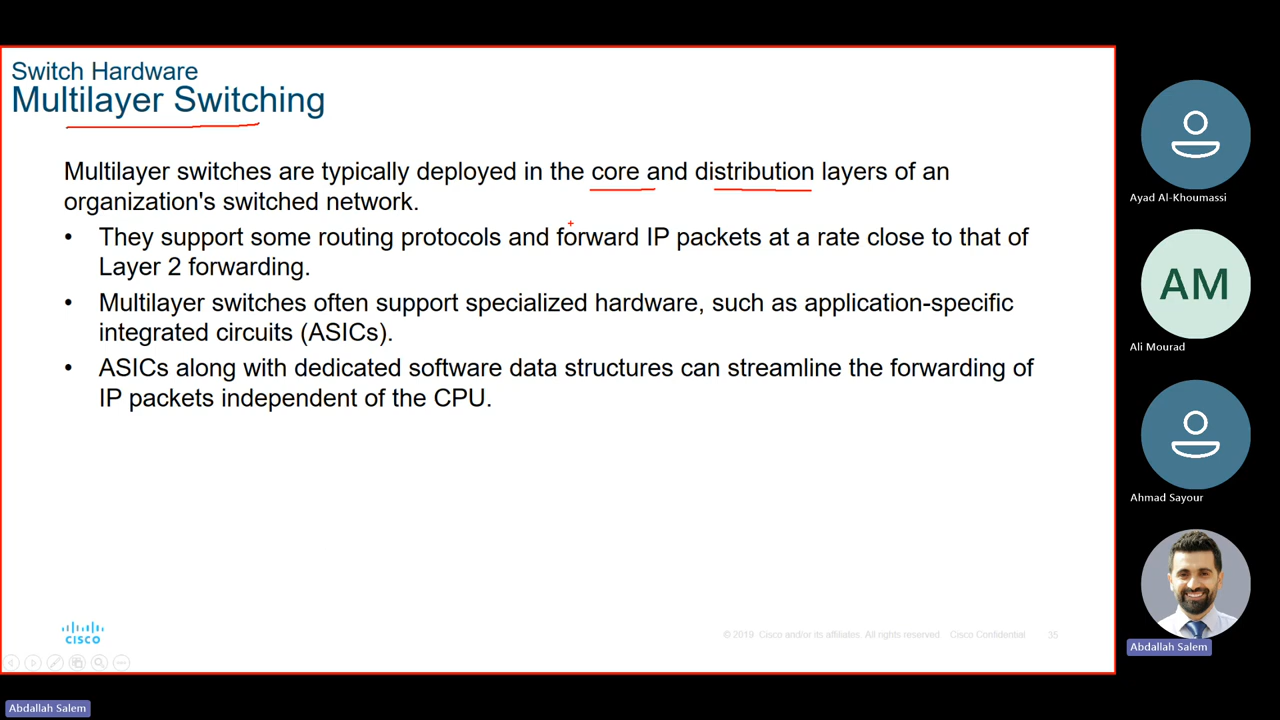 Switch Hardware
Multilayer Switching
Multilayer switches are typically deployed in the core and distribution layers of an
organization's switched network.
• They support some routing protocols and forward IP packets at a rate close to that of
Layer 2 forwarding.
• Multilayer switches often support specialized hardware, such as application-specific
integrated circuits (ASICs).
• ASICs along with dedicated software data structures can streamline the forwarding of
IP packets independent of the CPU.
CISCO
© 2019 Cisco and/or its affiliates. All rights reserved. Cisco Confidential
35
Ayad Al-Khoumassi
AM
Ali Mourad
Ahmad Sayour
Abdallah Salem
Abdallah Salem